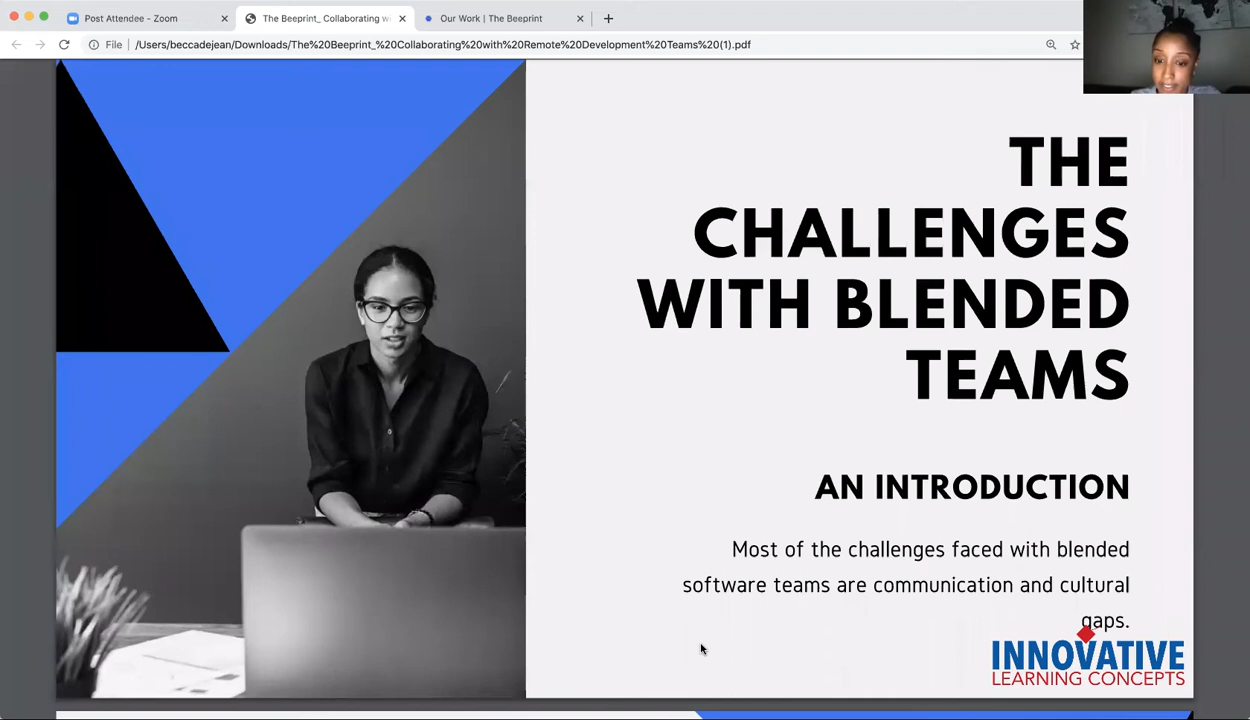 Post Attendee - Zoom
The Beeprint_ Collaborating w
Our Work | The Beeprint
File
/Users/beccadejean/Downloads/The%20Beeprint_%20Collaborating%20with%20Remote%20Development%20Teams%20(1).pdf
THE
CHALLENGES
WITH BLENDED
TEAMS
AN INTRODUCTION
Most of the challenges faced with blended
software teams are communication and cultural
gaps.
INNOVATIVE
LEARNING CONCEPTS